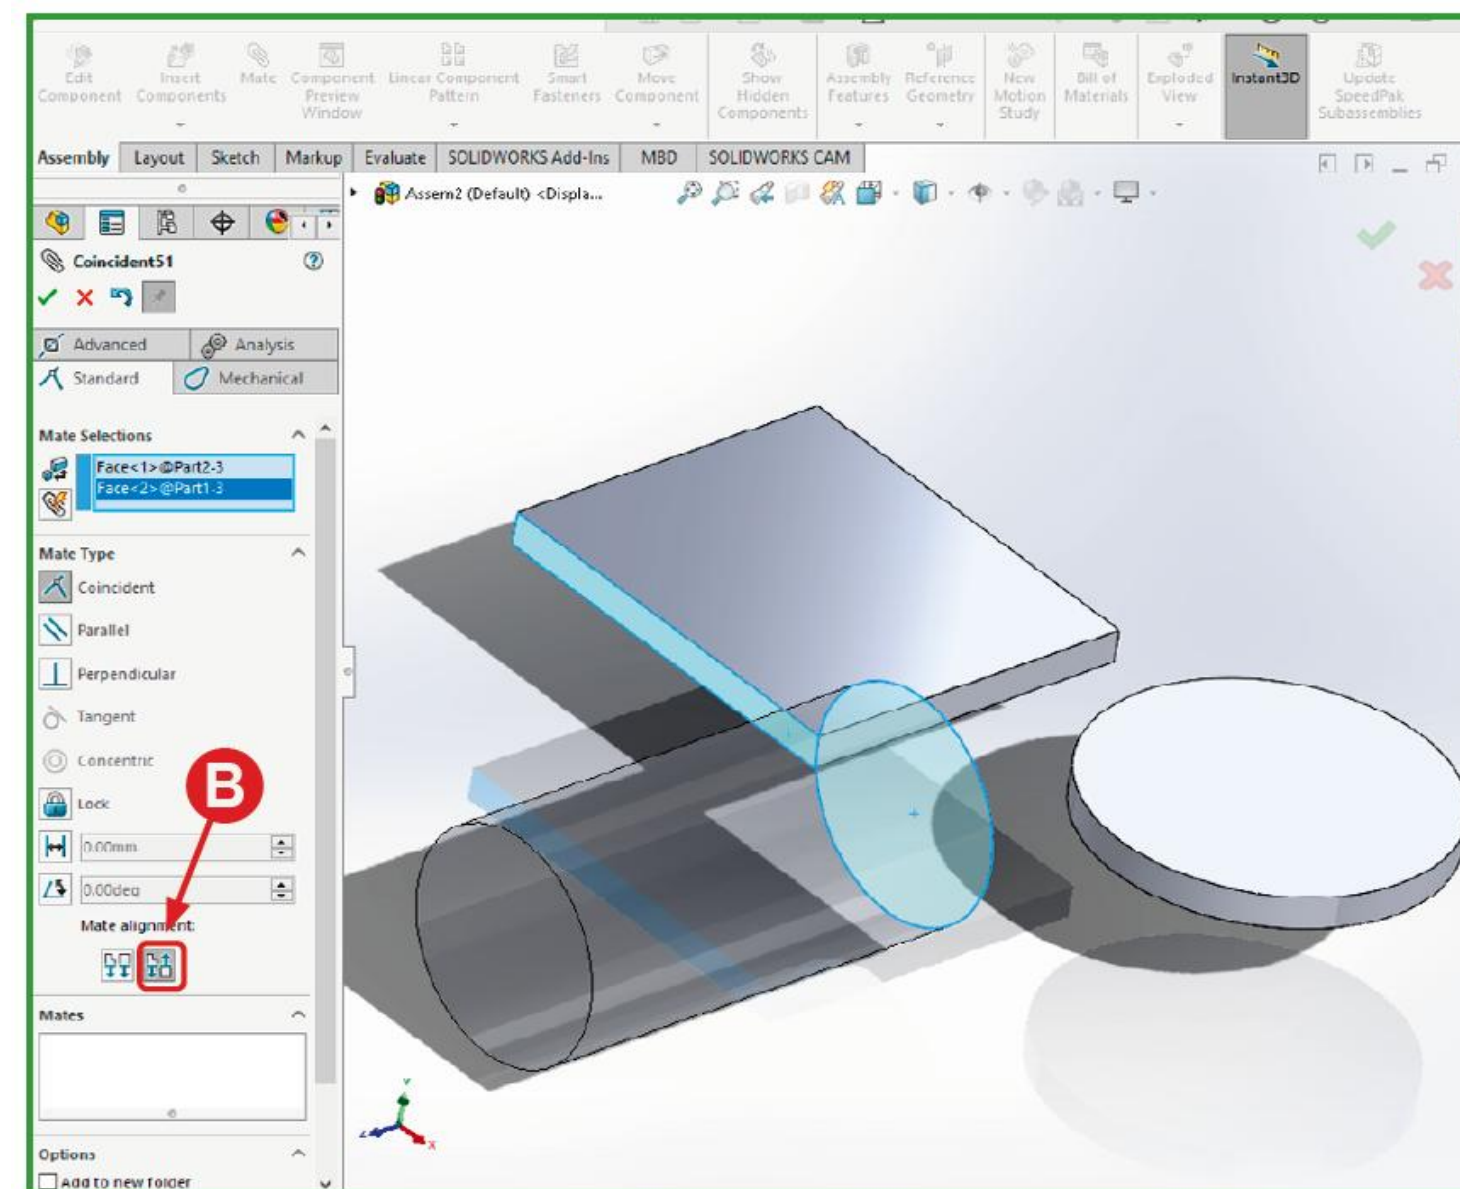 Edit Component
Insert Components
Mate
Component Preview Window
Linear Component Pattern
Smart Fasteners
Move Component
Show Hidden Components
Assembly Features
Reference Geometry
New Motion Study
Bill of Materials
Exploded View
Instant3D
Update SpeedPak Subassemblies
Assembly Layout Sketch Markup Evaluate SOLIDWORKS Add-Ins MBD SOLIDWORKS CAM
Assem2 (Default) <Displa...
Coincident51
Advanced Analysis
Standard Mechanical
Mate Selections
Face<1>@Part2-3
Face<2>@Part1-3
Mate Type
Coincident
Parallel
Perpendicular
Tangent
Concentric
B
Lock
0.00mm
0.00deg
Mate alignment:
Mates
Y
Z
X
Options
Add to new folder